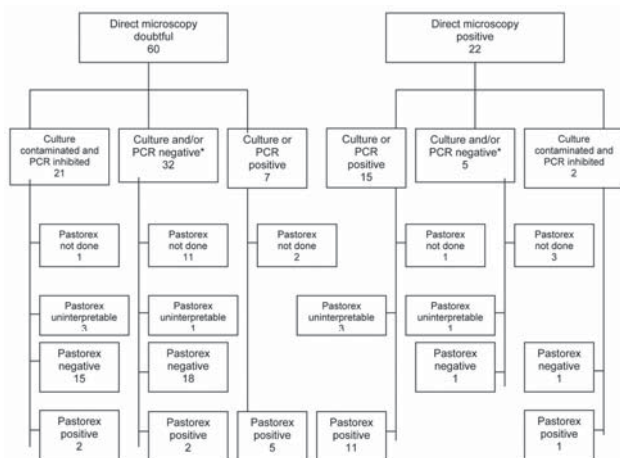 Direct microscopy
doubtful
60
Direct microscopy
positive
22
Culture
contaminated and
PCR inhibited
21
Culture and/or
PCR negative*
32
Culture or
PCR
positive
7
Culture or
PCR
positive
15
Culture and/or
PCR negative*
5
Culture contaminated
and PCR inhibited
2
Pastorex
not done
1
Pastorex
not done
11
Pastorex
not done
2
Pastorex
not done
1
Pastorex
not done
3
Pastorex
uninterpretable
3
Pastorex
uninterpretable
1
Pastorex
uninterpretable
3
Pastorex
uninterpretable
1
Pastorex
negative
15
Pastorex
negative
18
Pastorex
negative
1
Pastorex
negative
1
Pastorex
positive
2
Pastorex
positive
2
Pastorex
positive
5
Pastorex
positive
11
Pastorex
positive
1